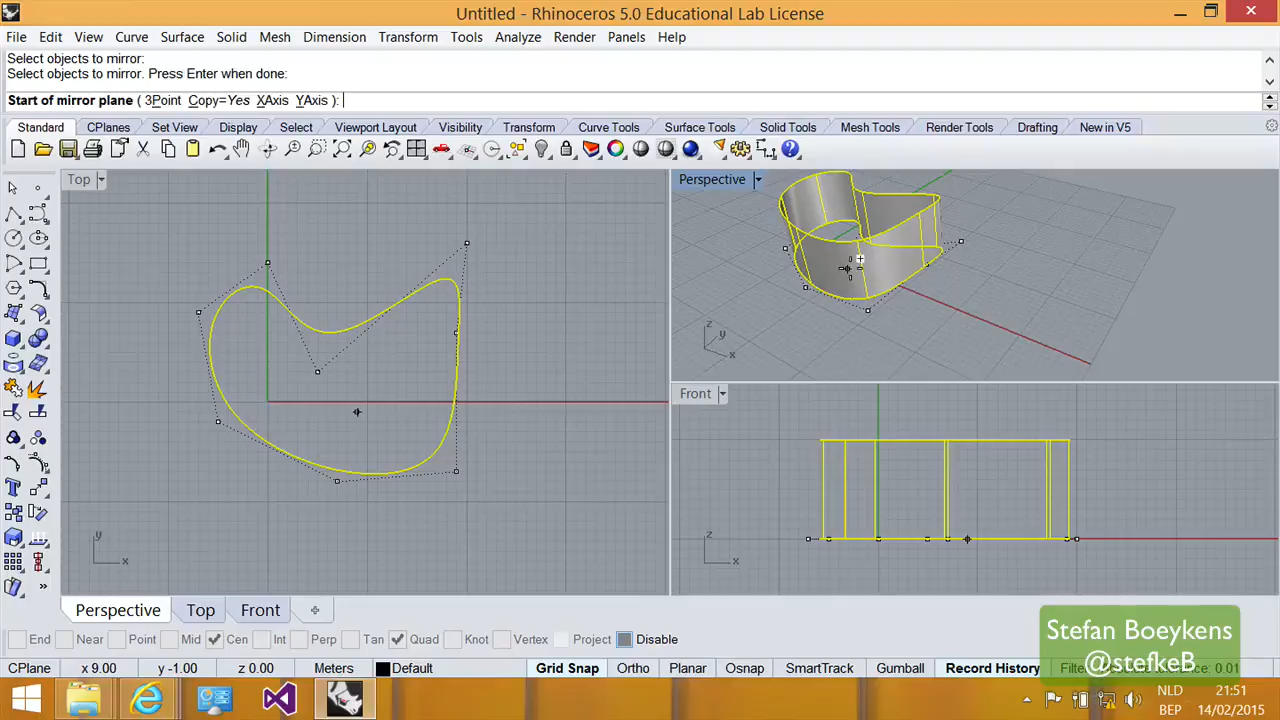 Untitled - Rhinoceros 5.0 Educational Lab License
File Edit View Curve Surface Solid Mesh Dimension Transform Tools Analyze Render Panels Help
Select objects to mirror:
Select objects to mirror. Press Enter when done:
Start of mirror plane ( 3Point Copy=Yes XAxis YAxis ):
Standard CPlanes Set View Display Select Viewport Layout Visibility Transform Curve Tools Surface Tools Solid Tools Mesh Tools Render Tools Drafting New in V5
Top
Perspective
z
y
x
Front
y
x
z
x
Perspective Top Front
Stefan Boeykens
@stefkeB
End Near Point Mid Cen Int Perp Tan Quad Knot Vertex Project Disable
CPlane x 9.00 y -1.00 z 0.00 Meters Default Grid Snap Ortho Planar Osnap SmartTrack Gumball Record History 0.01
NLD 21:51
BEP 14/02/2015